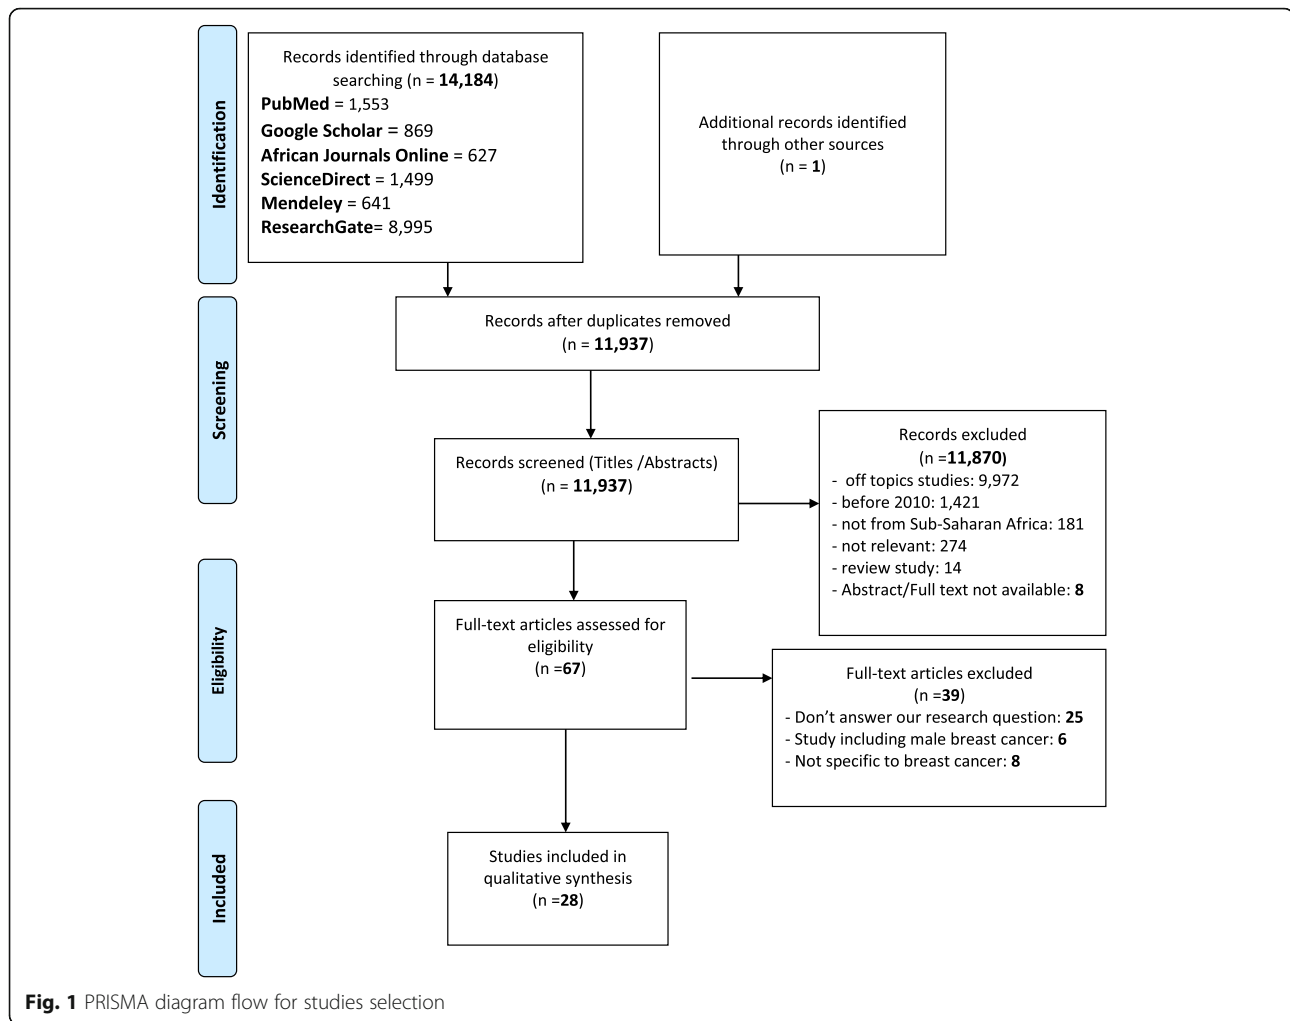 Identification
Records identified through database
searching (n = 14,184)
PubMed = 1,553
Google Scholar = 869
African Journals Online = 627
ScienceDirect = 1,499
Mendeley = 641
ResearchGate= 8,995
Additional records identified
through other sources
(n = 1)
Screening
Records after duplicates removed
(n = 11,937)
Records screened (Titles /Abstracts)
(n = 11,937)
Records excluded
(n =11,870)
- off topics studies: 9,972
- before 2010: 1,421
- not from Sub-Saharan Africa: 181
- not relevant: 274
- review study: 14
- Abstract/Full text not available: 8
Eligibility
Full-text articles assessed for
eligibility
(n =67)
Full-text articles excluded
(n =39)
- Don't answer our research question: 25
- Study including male breast cancer: 6
- Not specific to breast cancer: 8
Included
Studies included in
qualitative synthesis
(n =28)
Fig. 1 PRISMA diagram flow for studies selection